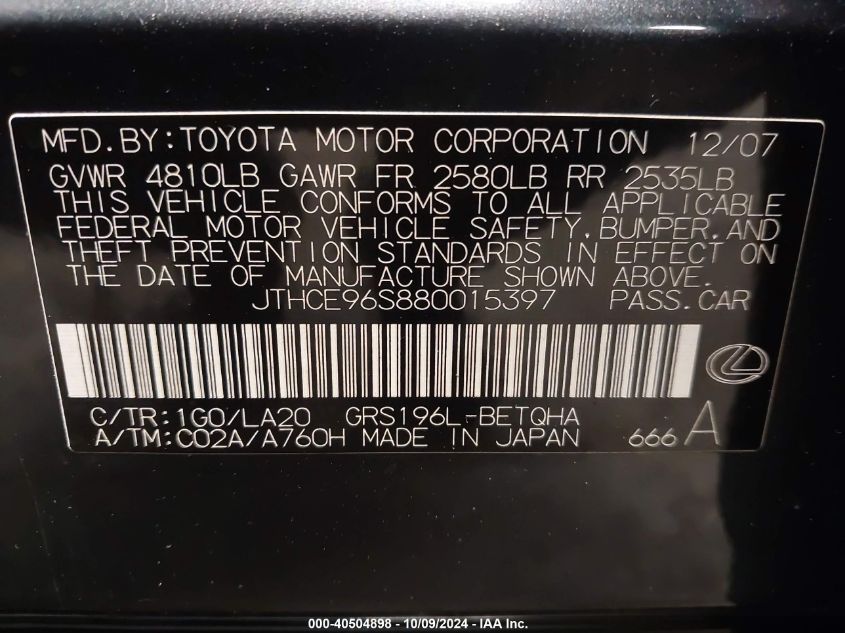 MFD.BY:TOYOTA MOTOR CORPORATION 12/07
GVWR 4810LB GAWR FR 2580LB RR 2535LB
THIS VEHICLE CONFORMS TO ALL APPLICABLE
FEDERAL MOTOR VEHICLE SAFETY,BUMPER,AND
THEFT PREVENTION STANDARDS IN EFFECT ON
THE DATE OF MANUFACTURE SHOWN ABOVE.
JTHCE96S880015397 PASS.CAR
C/TR:1G0/LA20 GRS196L-BETQHA
A/TM:C02A/A760H MADE IN JAPAN 666 A
000-40504898 - 10/09/2024 - IAA Inc.